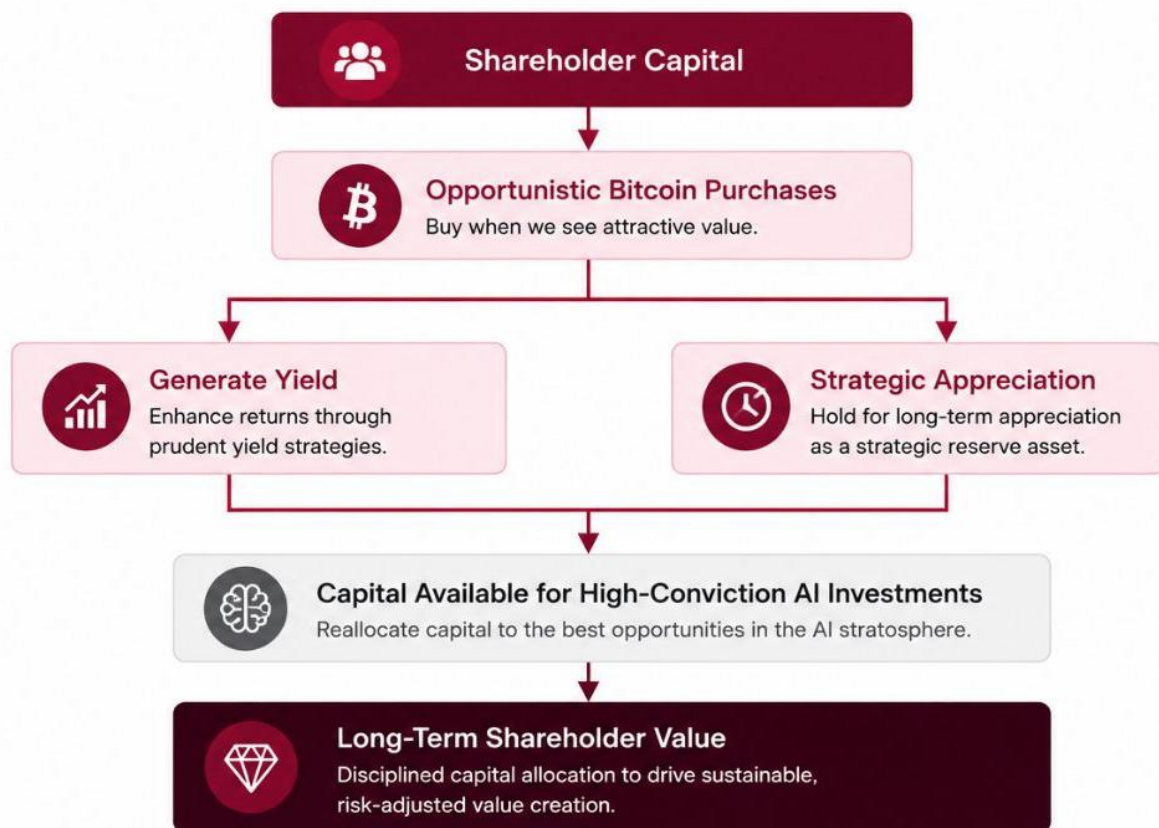 Shareholder Capital
Opportunistic Bitcoin Purchases
Buy when we see attractive value.
Generate Yield
Enhance returns through
prudent yield strategies.
Strategic Appreciation
Hold for long-term appreciation
as a strategic reserve asset.
Capital Available for High-Conviction AI Investments
Reallocate capital to the best opportunities in the AI stratosphere.
Long-Term Shareholder Value
Disciplined capital allocation to drive sustainable,
risk-adjusted value creation.